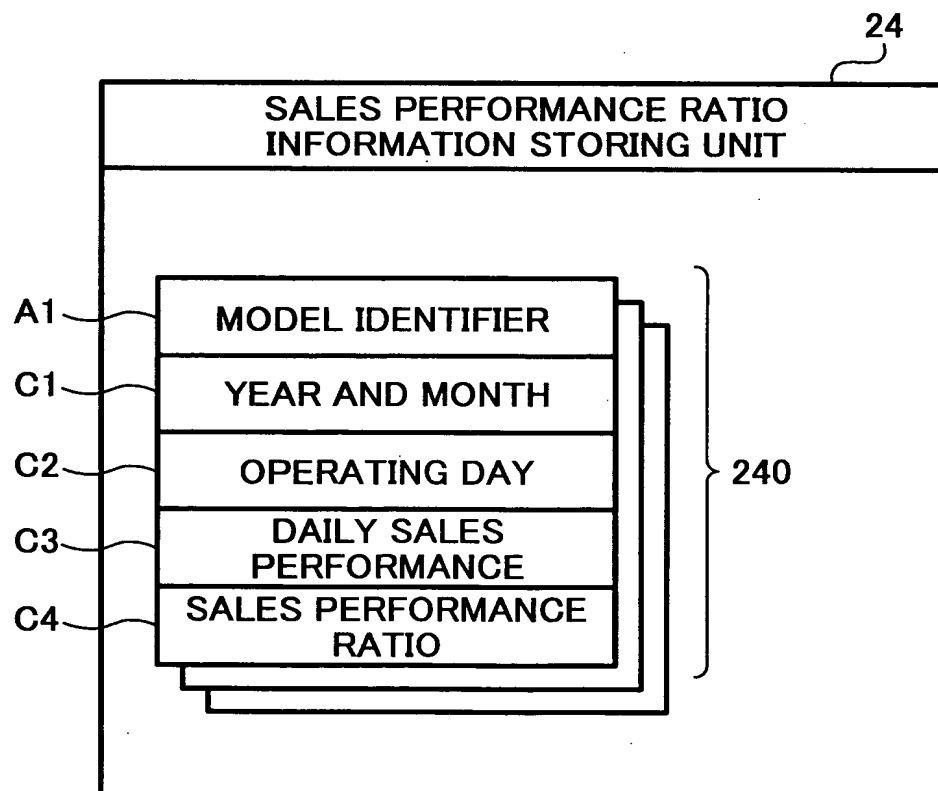 24
SALES PERFORMANCE RATIO
INFORMATION STORING UNIT
A1
MODEL IDENTIFIER
C1
YEAR AND MONTH
C2
OPERATING DAY
240
C3
DAILY SALES
PERFORMANCE
C4
SALES PERFORMANCE
RATIO